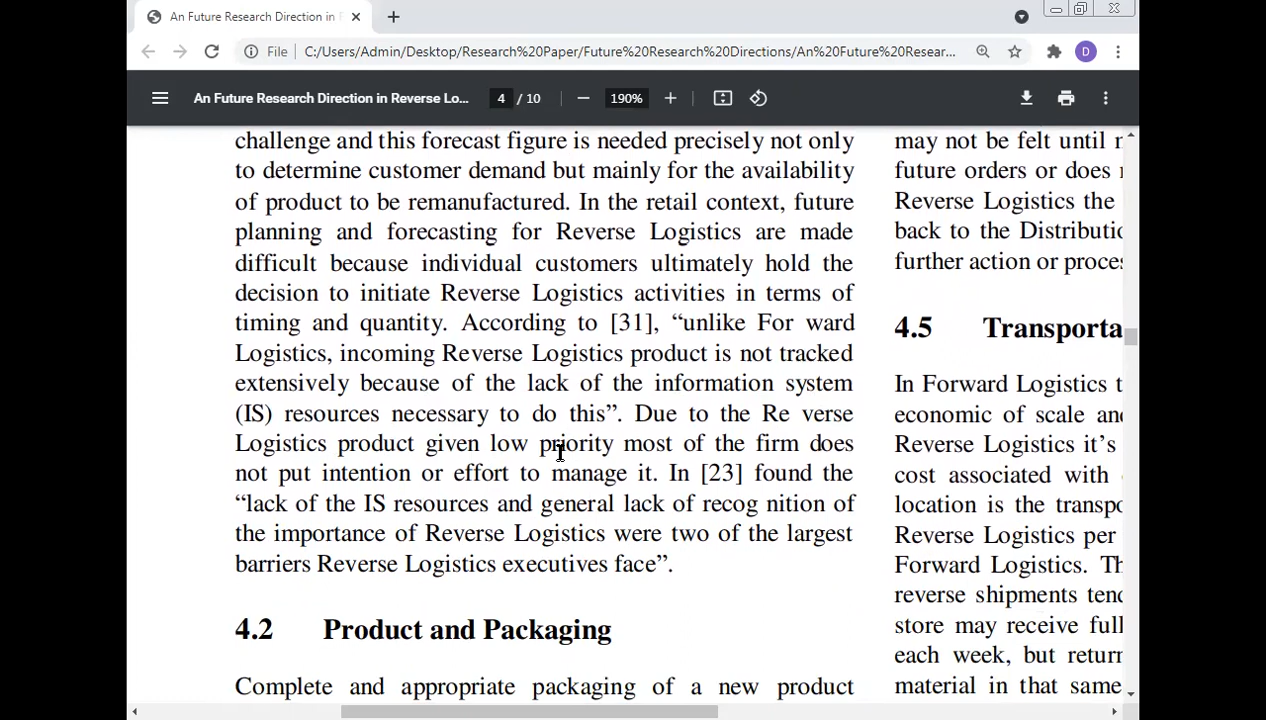 An Future Research Direction in
File
C:/Users/Admin/Desktop/Research%20Paper/Future%20Research%20Directions/An%20Future%20Resear...
D
An Future Research Direction in Reverse Lo...
4 / 10
190%
challenge and this forecast figure is needed precisely not only
to determine customer demand but mainly for the availability
of product to be remanufactured. In the retail context, future
planning and forecasting for Reverse Logistics are made
difficult because individual customers ultimately hold the
decision to initiate Reverse Logistics activities in terms of
timing and quantity. According to [31], “unlike For ward
Logistics, incoming Reverse Logistics product is not tracked
extensively because of the lack of the information system
(IS) resources necessary to do this”. Due to the Re verse
Logistics product given low priority most of the firm does
not put intention or effort to manage it. In [23] found the
“lack of the IS resources and general lack of recog nition of
the importance of Reverse Logistics were two of the largest
barriers Reverse Logistics executives face”.
4.2 Product and Packaging
Complete and appropriate packaging of a new product
may not be felt until
future orders or does
Reverse Logistics the
back to the Distributio
further action or proces
4.5 Transporta
In Forward Logistics t
economic of scale and
Reverse Logistics it’s
cost associated with
location is the transpo
Reverse Logistics per
Forward Logistics. Th
reverse shipments tend
store may receive full
each week, but return
material in that same